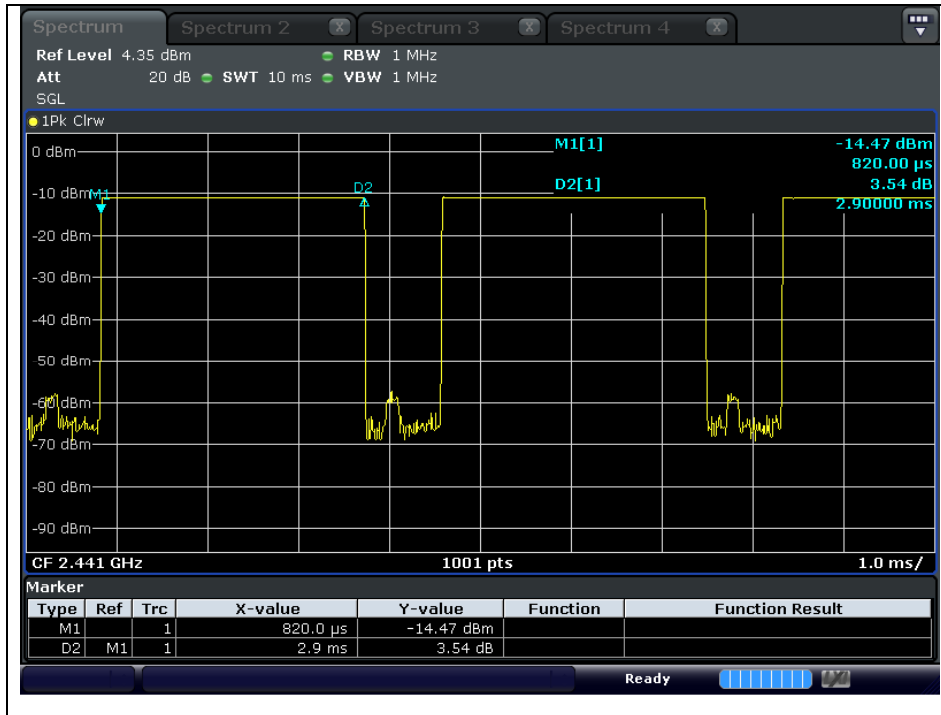 Spectrum Spectrum 2 X Spectrum 3 X Spectrum 4 X
Ref Level 4.35 dBm RBW 1 MHz
Att 20 dB SWT 10 ms VBW 1 MHz
SGL
1Pk Clrw
M1[1] -14.47 dBm
820.00 µs
D2[1] 3.54 dB
2.90000 ms
0 dBm
-10 dBm
M1
D2
-20 dBm
-30 dBm
-40 dBm
-50 dBm
-60 dBm
-70 dBm
-80 dBm
-90 dBm
CF 2.441 GHz 1001 pts 1.0 ms/
Marker
Type Ref Trc X-value Y-value Function Function Result
M1 1 820.0 µs -14.47 dBm
D2 M1 1 2.9 ms 3.54 dB
Ready